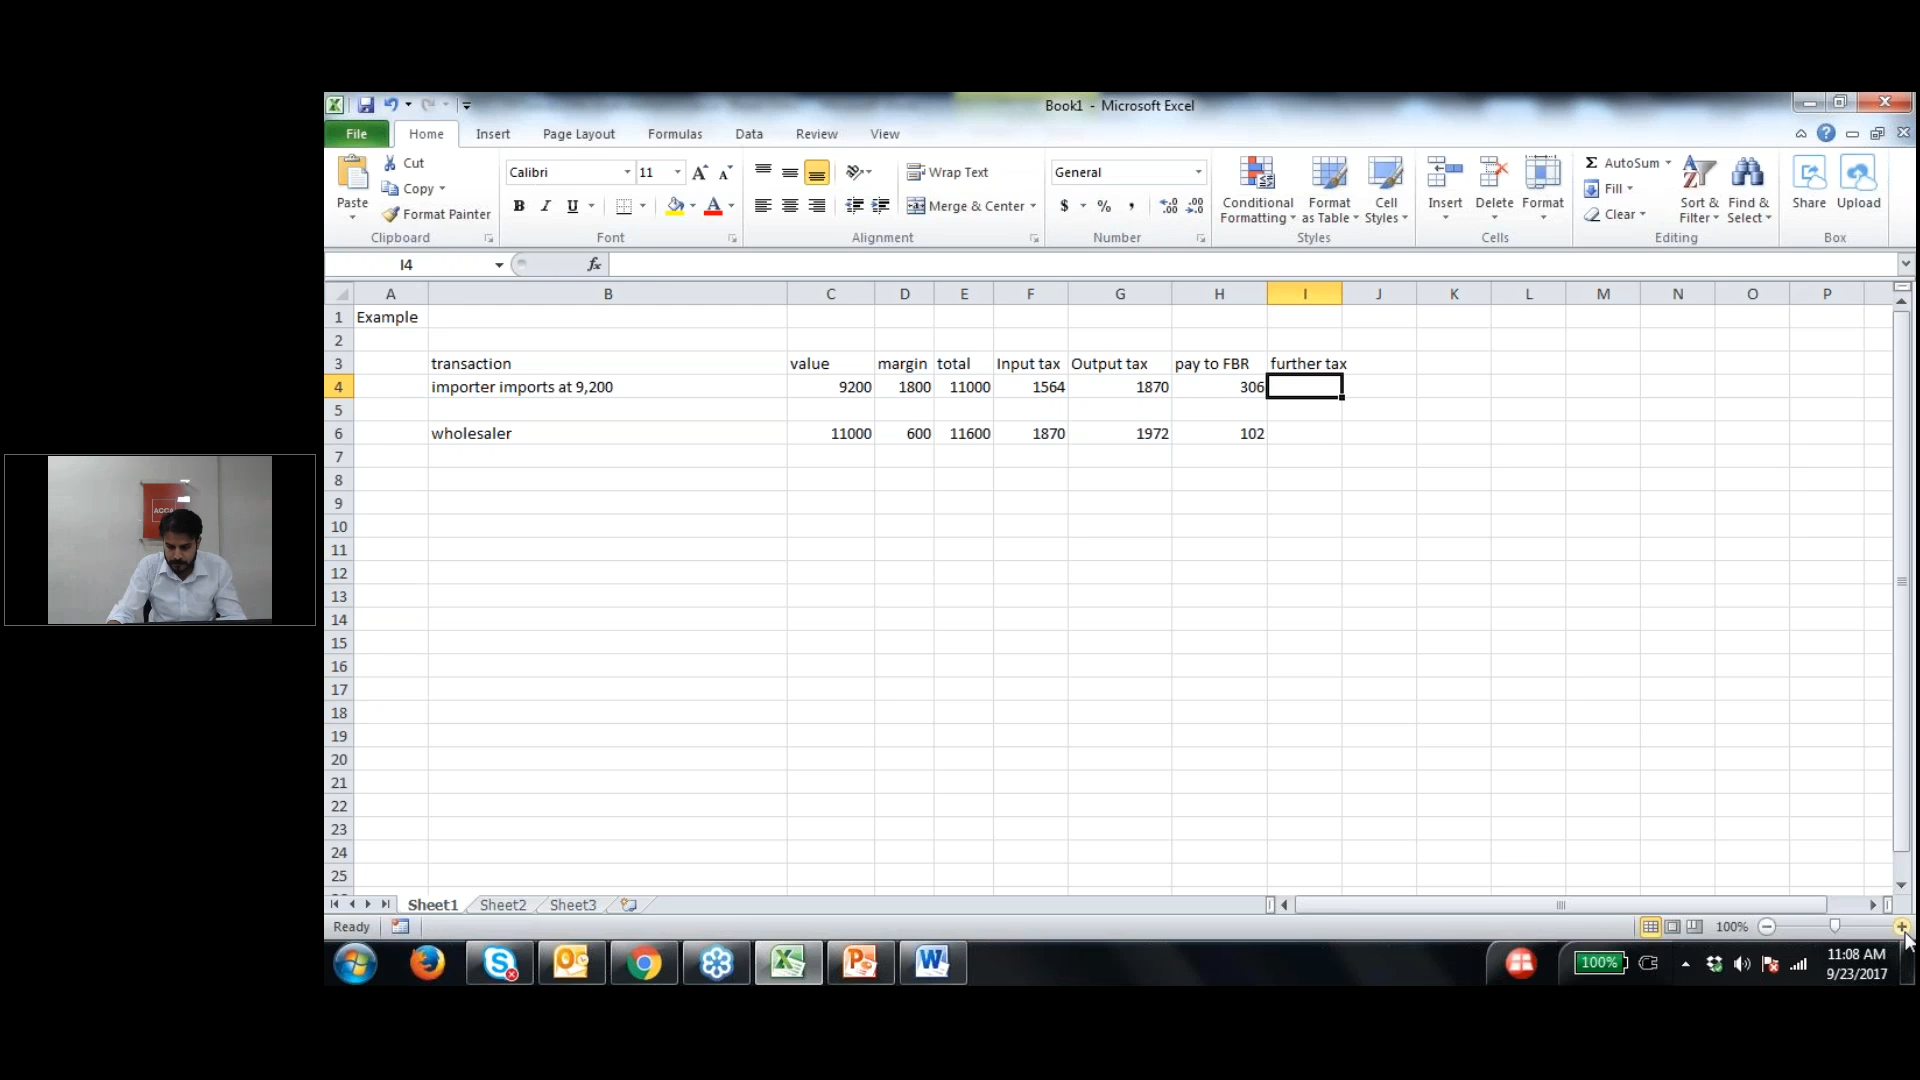 Book1 - Microsoft Excel
File Home Insert Page Layout Formulas Data Review View
Cut
Copy
Format Painter
Paste
Clipboard
Calibri 11
B I U
Font
Wrap Text
Merge & Center
Alignment
General
$ % ,
Number
Conditional Formatting
Format as Table
Cell Styles
Styles
Insert Delete Format
Cells
AutoSum
Fill
Clear
Sort & Filter
Find & Select
Editing
Share Upload
Box
I4 fx
A B C D E F G H I J K L M N O P
1 Example
2
3 transaction value margin total Input tax Output tax pay to FBR further tax
4 importer imports at 9,200 9200 1800 11000 1564 1870 306
5
6 wholesaler 11000 600 11600 1870 1972 102
7
8
9
10
11
12
13
14
15
16
17
18
19
20
21
22
23
24
25
Sheet1 Sheet2 Sheet3
Ready 100%
100% 11:08 AM
9/23/2017